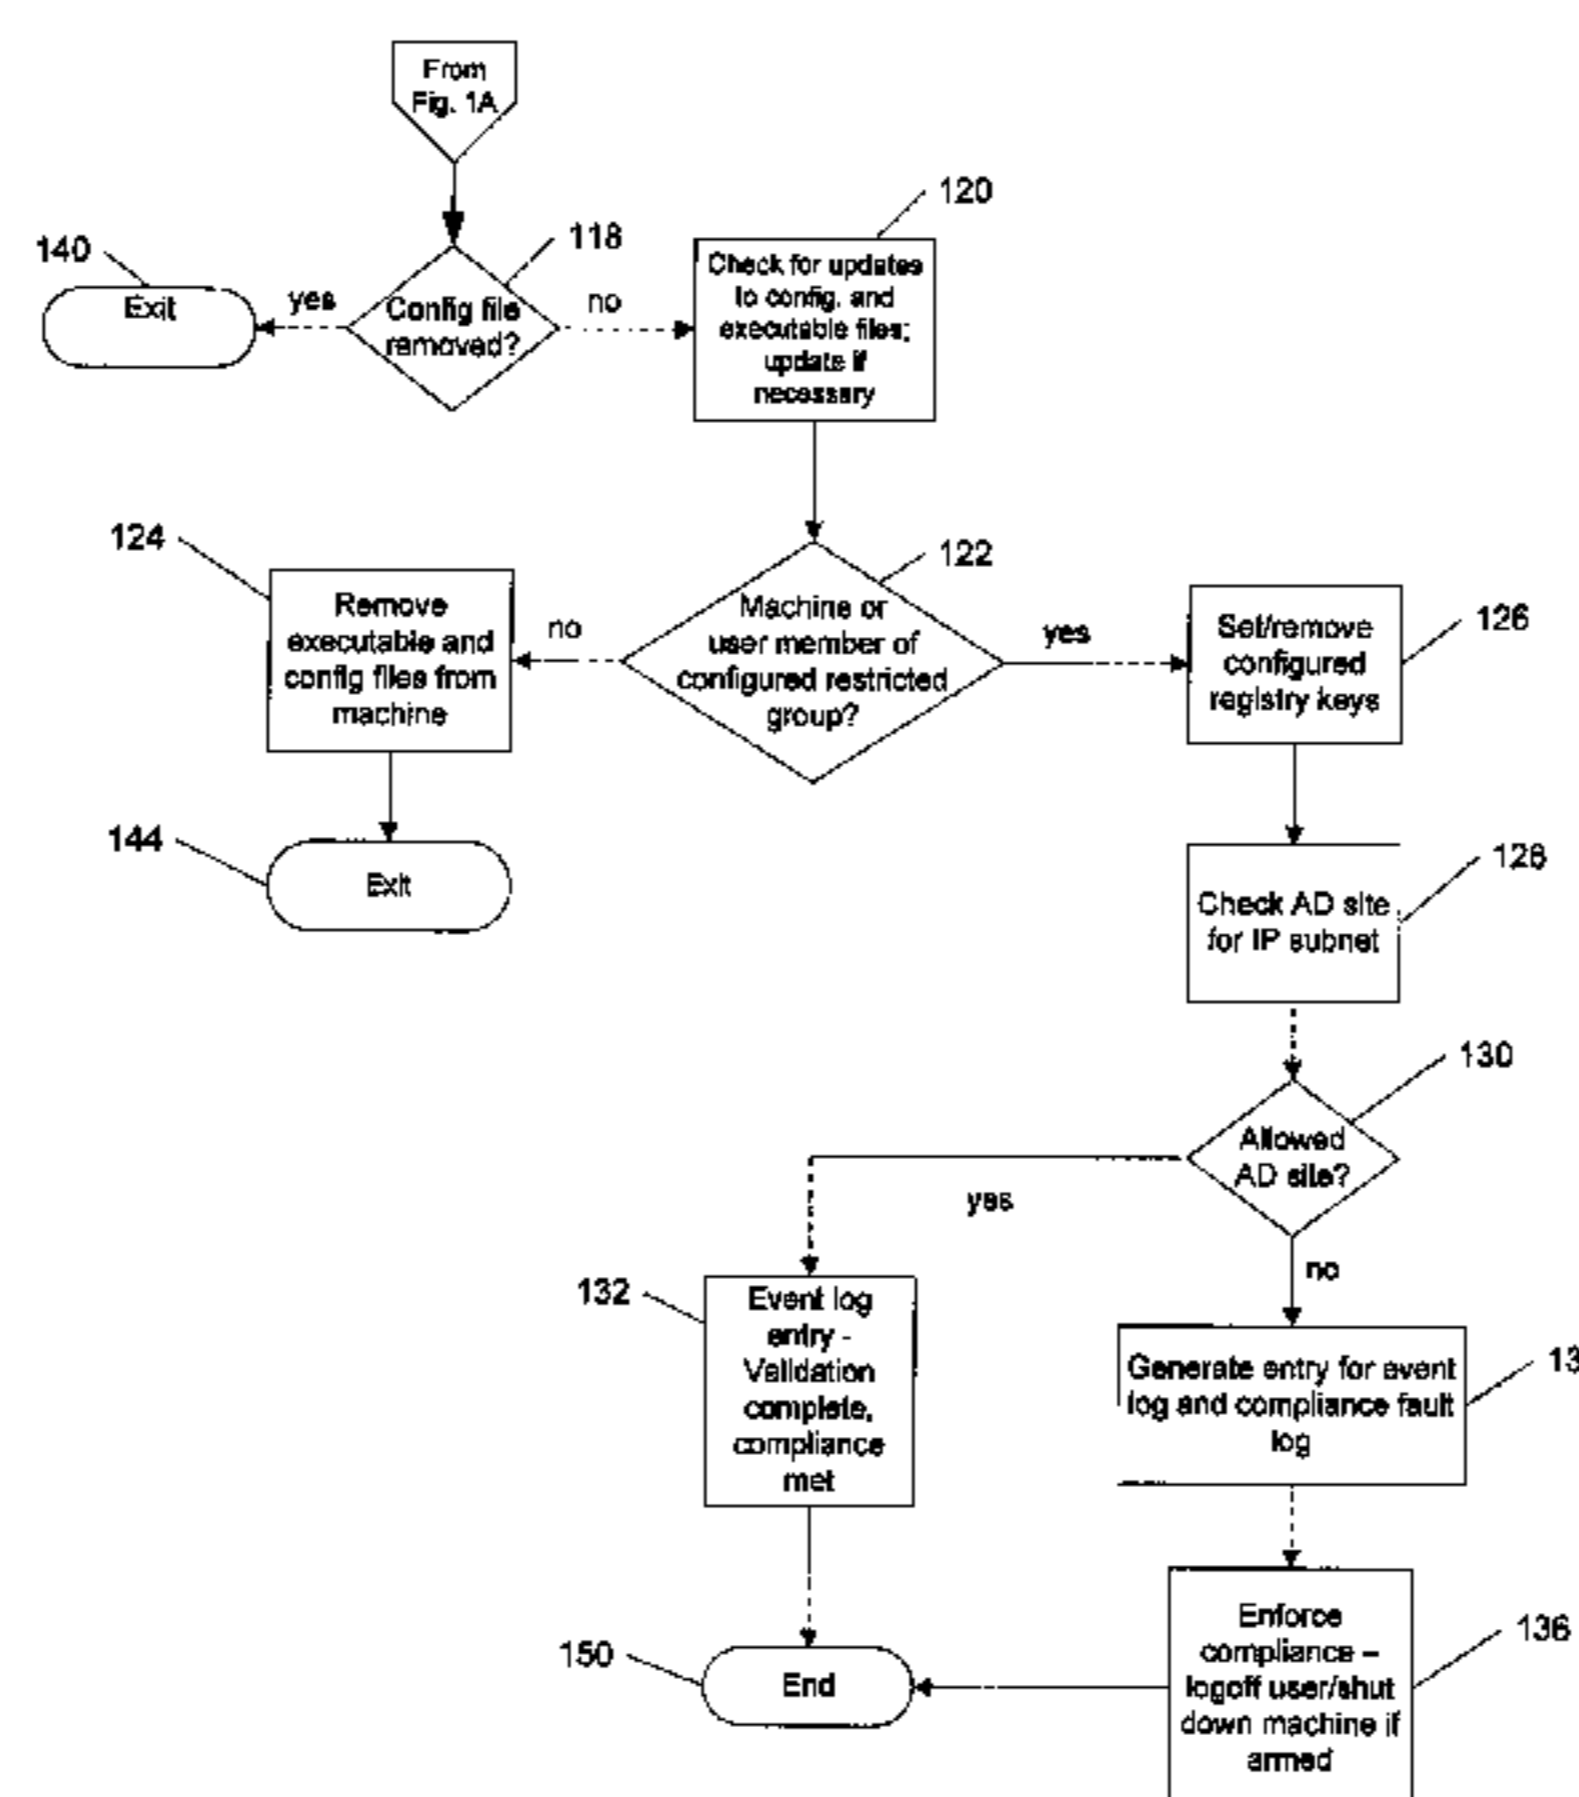 From
Fig. 1A
120
118
140
Check for updates
to config. and
executable files;
update if
necessary
Exit
yes
Config file
removed?
no
124
122
Remove
executable and
config files from
machine
no
Machine or
user member of
configured restricted
group?
yes
Set/remove
configured
registry keys
126
144
Exit
128
Check AD site
for IP subnet
130
Allowed
AD site?
yes
no
132
Event log
entry -
Validation
complete,
compliance
met
Generate entry for event
log and compliance fault
log
13
Enforce
compliance –
logoff user/shut
down machine if
armed
136
150
End